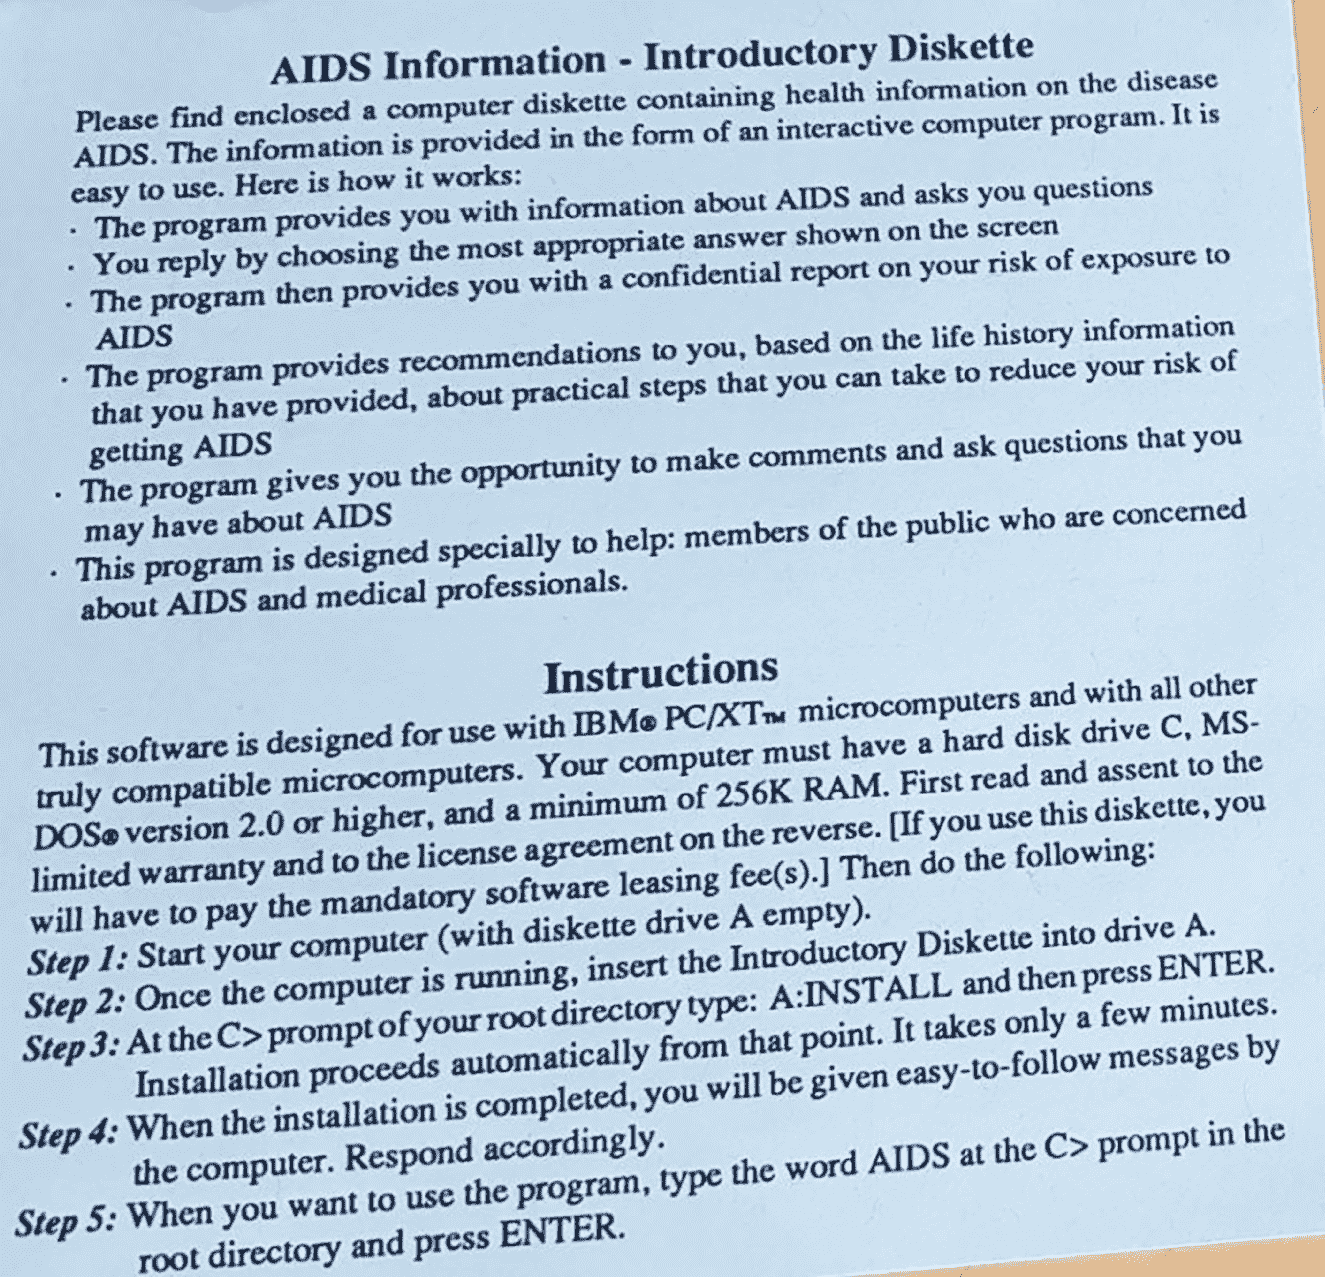 AIDS Information - Introductory Diskette
Please find enclosed a computer diskette containing health information on the disease
AIDS. The information is provided in the form of an interactive computer program. It is
easy to use. Here is how it works:
· The program provides you with information about AIDS and asks you questions
· You reply by choosing the most appropriate answer shown on the screen
· The program then provides you with a confidential report on your risk of exposure to
AIDS
· The program provides recommendations to you, based on the life history information
that you have provided, about practical steps that you can take to reduce your risk of
getting AIDS
· The program gives you the opportunity to make comments and ask questions that you
may have about AIDS
· This program is designed specially to help: members of the public who are concerned
about AIDS and medical professionals.
Instructions
This software is designed for use with IBM® PC/XT™ microcomputers and with all other
truly compatible microcomputers. Your computer must have a hard disk drive C, MS-
DOS® version 2.0 or higher, and a minimum of 256K RAM. First read and assent to the
limited warranty and to the license agreement on the reverse. [If you use this diskette, you
will have to pay the mandatory software leasing fee(s).] Then do the following:
Step 1: Start your computer (with diskette drive A empty).
Step 2: Once the computer is running, insert the Introductory Diskette into drive A.
Step 3: At the C> prompt of your root directory type: A:INSTALL and then press ENTER.
Installation proceeds automatically from that point. It takes only a few minutes.
Step 4: When the installation is completed, you will be given easy-to-follow messages by
the computer. Respond accordingly.
Step 5: When you want to use the program, type the word AIDS at the C> prompt in the
root directory and press ENTER.